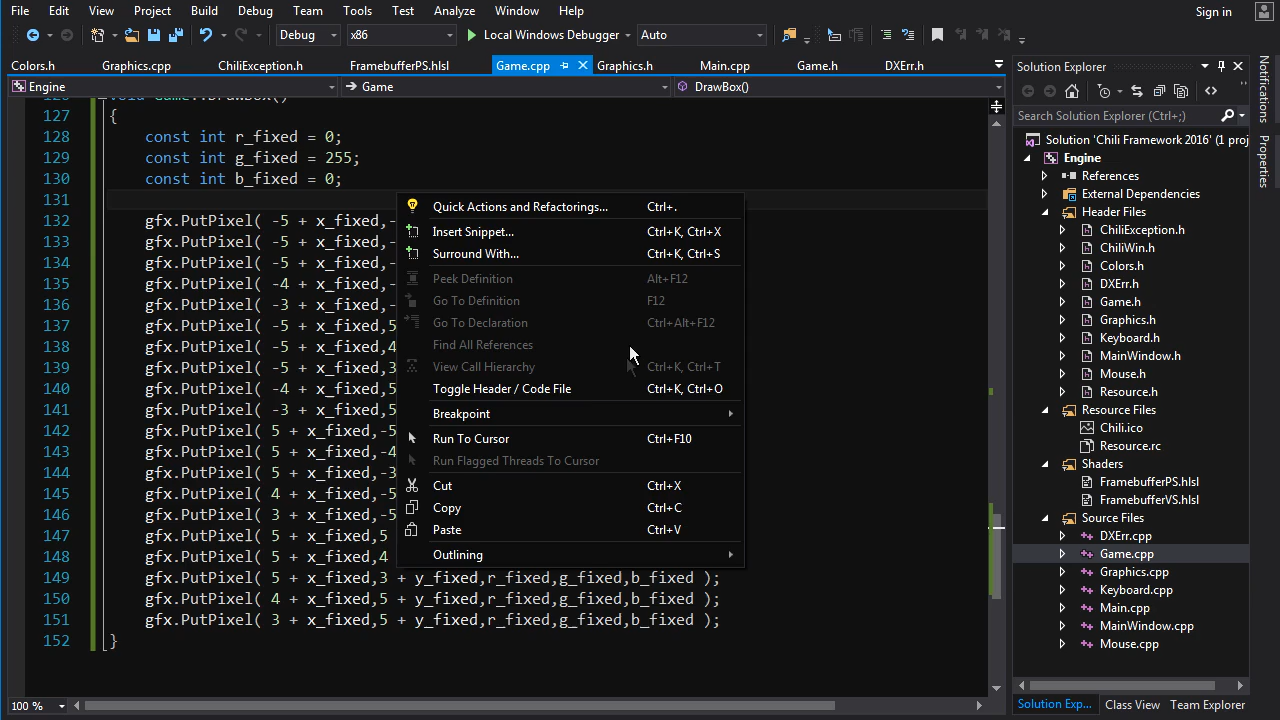 File Edit View Project Build Debug Team Tools Test Analyze Window Help Sign in
Debug x86 Local Windows Debugger Auto
Colors.h Graphics.cpp ChiliException.h FramebufferPS.hlsl Game.cpp Graphics.h Main.cpp Game.h DXErr.h
Engine Game DrawBox()
127 {
128 const int r_fixed = 0;
129 const int g_fixed = 255;
130 const int b_fixed = 0;
131
132 gfx.PutPixel( -5 + x_fixed,-
133 gfx.PutPixel( -5 + x_fixed,-
134 gfx.PutPixel( -5 + x_fixed,-
135 gfx.PutPixel( -4 + x_fixed,-
136 gfx.PutPixel( -3 + x_fixed,-
137 gfx.PutPixel( -5 + x_fixed,5
138 gfx.PutPixel( -5 + x_fixed,4
139 gfx.PutPixel( -5 + x_fixed,3
140 gfx.PutPixel( -4 + x_fixed,5
141 gfx.PutPixel( -3 + x_fixed,5
142 gfx.PutPixel( 5 + x_fixed,-5
143 gfx.PutPixel( 5 + x_fixed,-4
144 gfx.PutPixel( 5 + x_fixed,-3
145 gfx.PutPixel( 4 + x_fixed,-5
146 gfx.PutPixel( 3 + x_fixed,-5
147 gfx.PutPixel( 5 + x_fixed,5
148 gfx.PutPixel( 5 + x_fixed,4
149 gfx.PutPixel( 5 + x_fixed,3 + y_fixed,r_fixed,g_fixed,b_fixed );
150 gfx.PutPixel( 4 + x_fixed,5 + y_fixed,r_fixed,g_fixed,b_fixed );
151 gfx.PutPixel( 3 + x_fixed,5 + y_fixed,r_fixed,g_fixed,b_fixed );
152 }
Quick Actions and Refactorings... Ctrl+.
Insert Snippet... Ctrl+K, Ctrl+X
Surround With... Ctrl+K, Ctrl+S
Peek Definition Alt+F12
Go To Definition F12
Go To Declaration Ctrl+Alt+F12
Find All References
View Call Hierarchy Ctrl+K, Ctrl+T
Toggle Header / Code File Ctrl+K, Ctrl+O
Breakpoint
Run To Cursor Ctrl+F10
Run Flagged Threads To Cursor
Cut Ctrl+X
Copy Ctrl+C
Paste Ctrl+V
Outlining
100 %
Solution Explorer
Search Solution Explorer (Ctrl+;)
Solution 'Chili Framework 2016' (1 proj
Engine
References
External Dependencies
Header Files
ChiliException.h
ChiliWin.h
Colors.h
DXErr.h
Game.h
Graphics.h
Keyboard.h
MainWindow.h
Mouse.h
Resource.h
Resource Files
Chili.ico
Resource.rc
Shaders
FramebufferPS.hlsl
FramebufferVS.hlsl
Source Files
DXErr.cpp
Game.cpp
Graphics.cpp
Keyboard.cpp
Main.cpp
MainWindow.cpp
Mouse.cpp
Solution Exp... Class View Team Explorer
Notifications
Properties